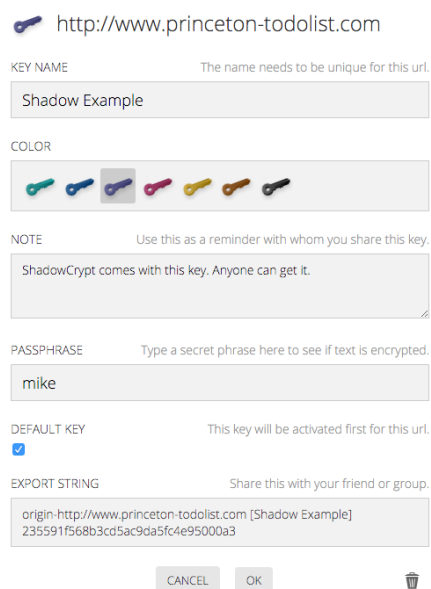 http://www.princeton-todolist.com
KEY NAME The name needs to be unique for this url.
Shadow Example
COLOR
NOTE Use this as a reminder with whom you share this key.
ShadowCrypt comes with this key. Anyone can get it.
PASSPHRASE Type a secret phrase here to see if text is encrypted.
mike
DEFAULT KEY This key will be activated first for this url.
EXPORT STRING Share this with your friend or group.
origin-http://www.princeton-todolist.com [Shadow Example]
235591f568b3cd5ac9da5fc4e95000a3
CANCEL OK